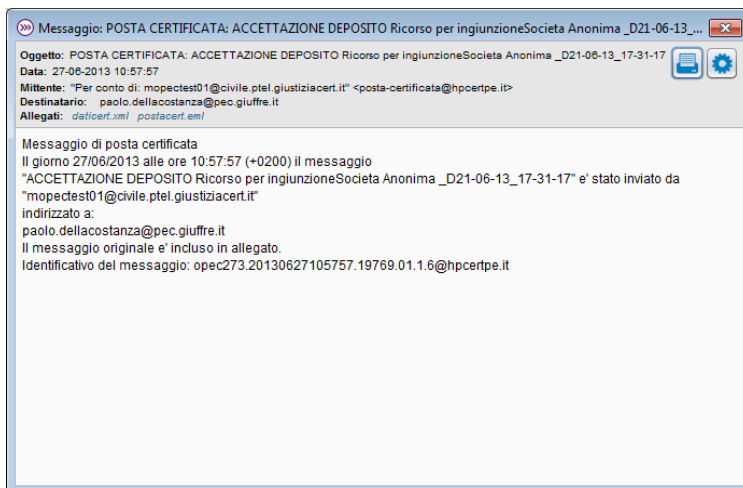 Messaggio: POSTA CERTIFICATA: ACCETTAZIONE DEPOSITO Ricorso per ingiunzioneSocieta Anonima _D21-06-13_...
Oggetto: POSTA CERTIFICATA: ACCETTAZIONE DEPOSITO Ricorso per ingiunzioneSocieta Anonima _D21-06-13_17-31-17
Data: 27-06-2013 10:57:57
Mittente: "Per conto di: mopectest01@civile.ptel.giustiziacert.it" <posta-certificata@hpcertpe.it>
Destinatario: paolo.dellacostanza@pec.giuffre.it
Allegati: daticert.xml postacert.eml
Messaggio di posta certificata
Il giorno 27/06/2013 alle ore 10:57:57 (+0200) il messaggio
"ACCETTAZIONE DEPOSITO Ricorso per ingiunzioneSocieta Anonima _D21-06-13_17-31-17" e' stato inviato da
"mopectest01@civile.ptel.giustiziacert.it"
indirizzato a:
paolo.dellacostanza@pec.giuffre.it
Il messaggio originale e' incluso in allegato.
Identificativo del messaggio: opec273.20130627105757.19769.01.1.6@hpcertpe.it